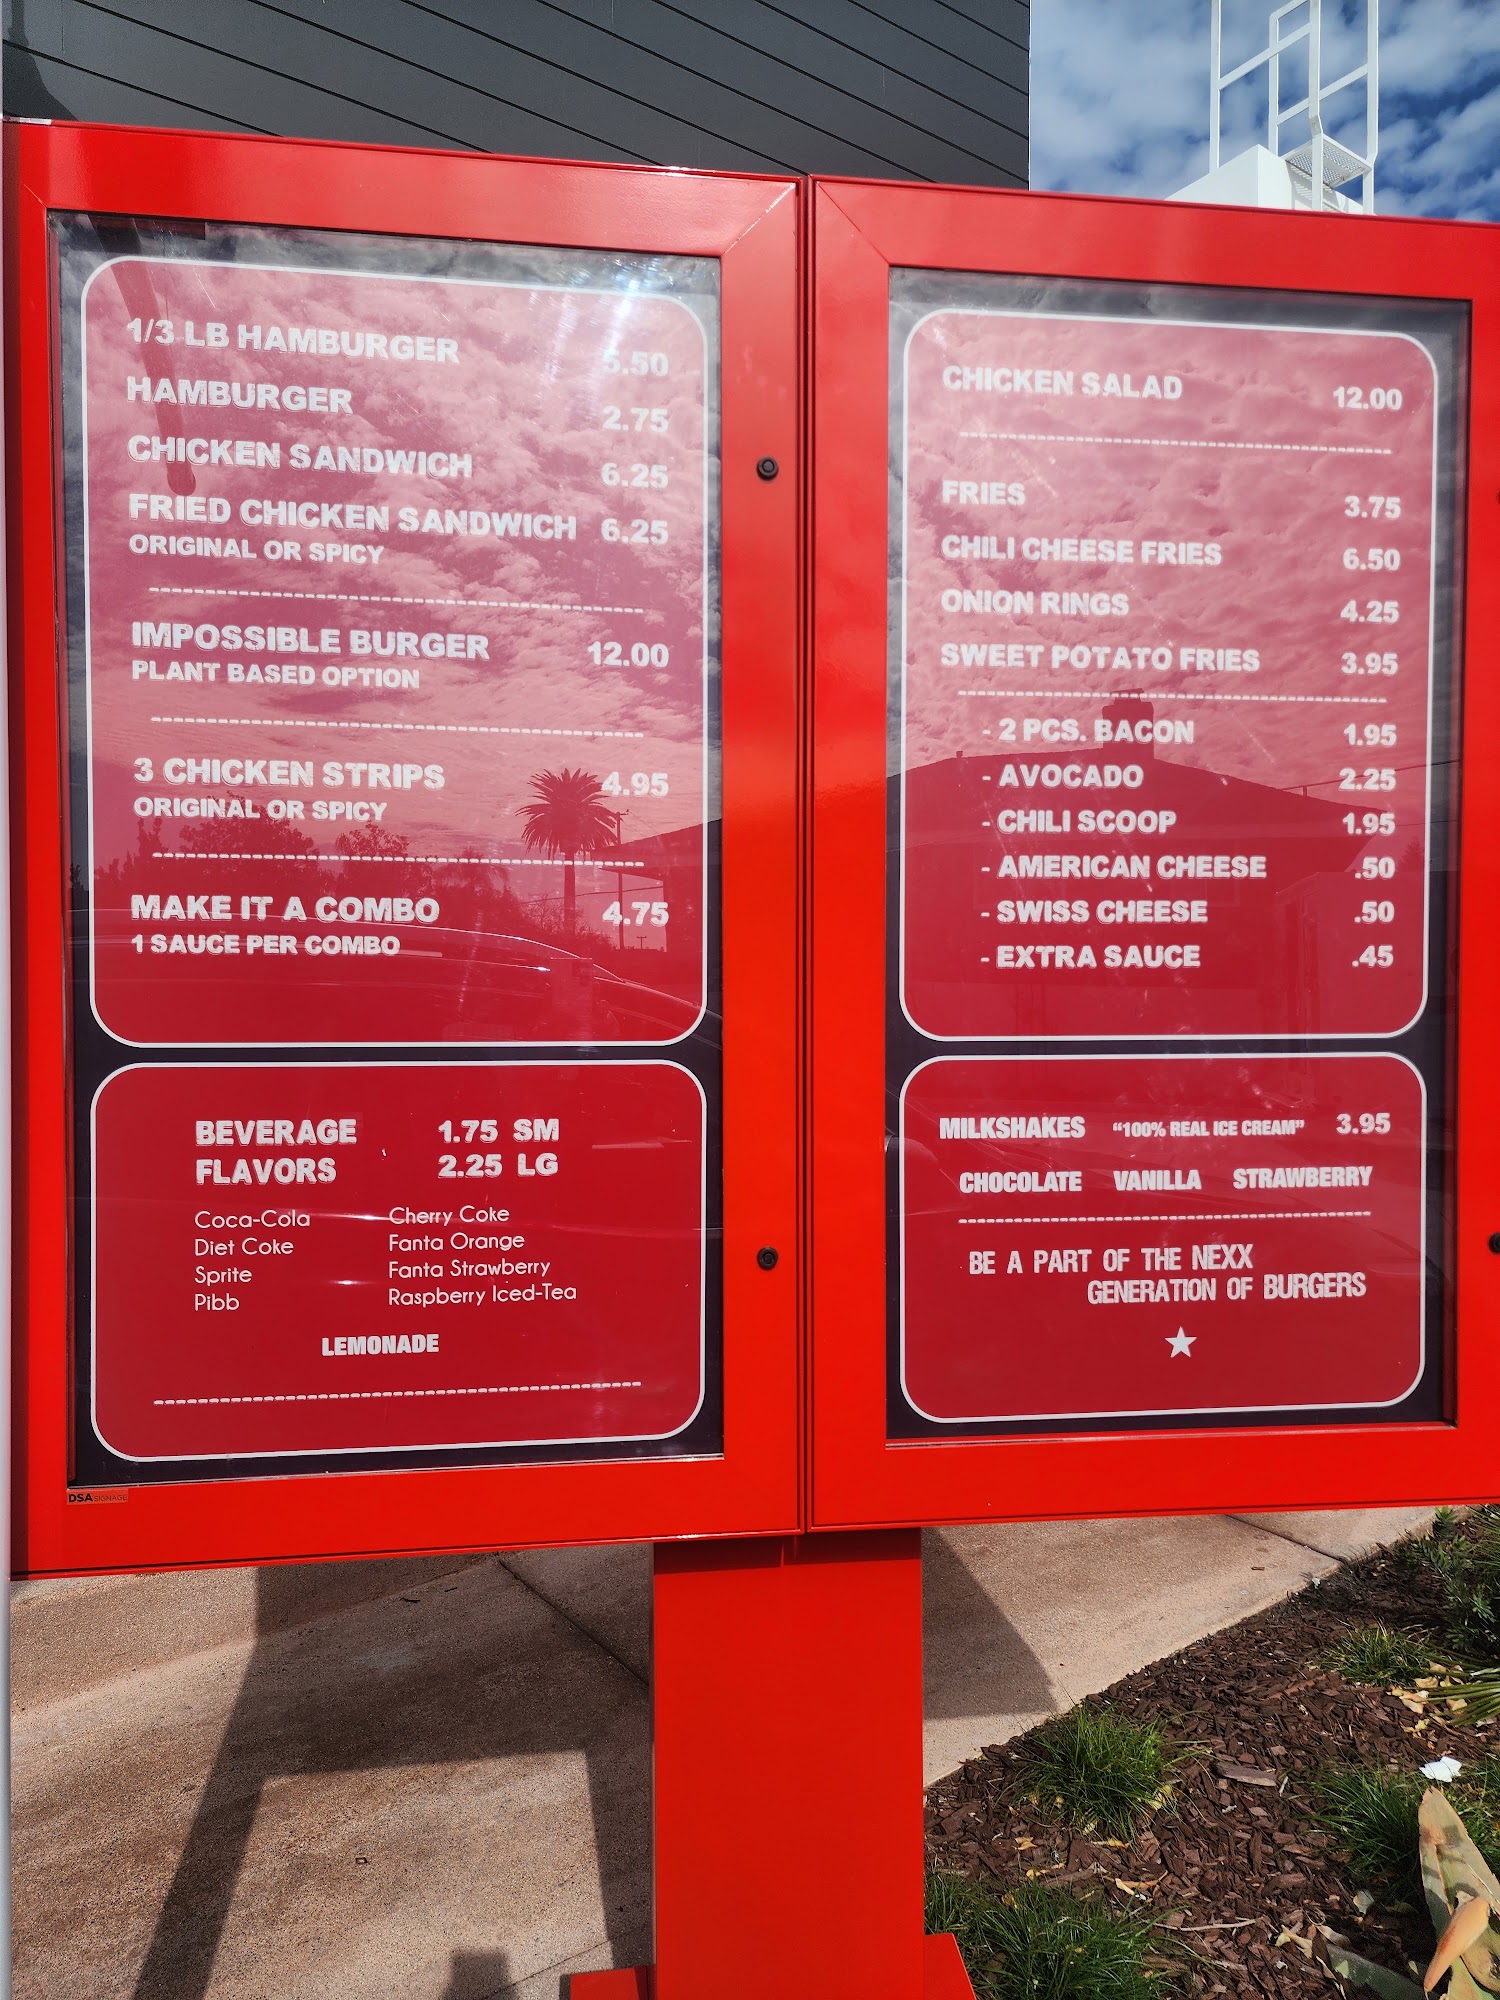 1/3 LB HAMBURGER 5.50
HAMBURGER 2.75
CHICKEN SANDWICH 6.25
FRIED CHICKEN SANDWICH 6.25
ORIGINAL OR SPICY
IMPOSSIBLE BURGER 12.00
PLANT BASED OPTION
3 CHICKEN STRIPS 4.95
ORIGINAL OR SPICY
MAKE IT A COMBO 4.75
1 SAUCE PER COMBO
BEVERAGE 1.75 SM
FLAVORS 2.25 LG
Coca-Cola Cherry Coke
Diet Coke Fanta Orange
Sprite Fanta Strawberry
Pibb Raspberry Iced-Tea
LEMONADE
DSA SIGNAGE
CHICKEN SALAD 12.00
FRIES 3.75
CHILI CHEESE FRIES 6.50
ONION RINGS 4.25
SWEET POTATO FRIES 3.95
- 2 PCS. BACON 1.95
- AVOCADO 2.25
- CHILI SCOOP 1.95
- AMERICAN CHEESE .50
- SWISS CHEESE .50
- EXTRA SAUCE .45
MILKSHAKES "100% REAL ICE CREAM" 3.95
CHOCOLATE VANILLA STRAWBERRY
BE A PART OF THE NEXX
GENERATION OF BURGERS